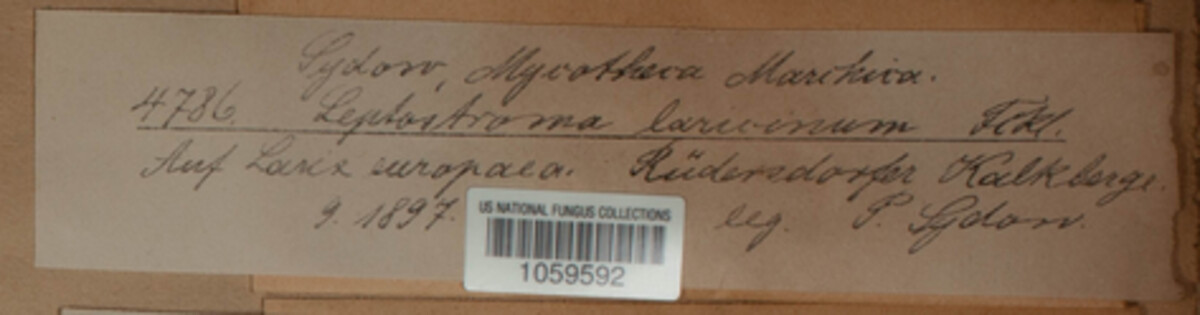 Sydow, Mycotheca Marchica.
4786. Leptostroma laricinum Fckl.
Auf Larix europaea. Rüdersdorfer Kalkberge.
9. 1897. leg. P. Sydow.
US NATIONAL FUNGUS COLLECTIONS
1059592